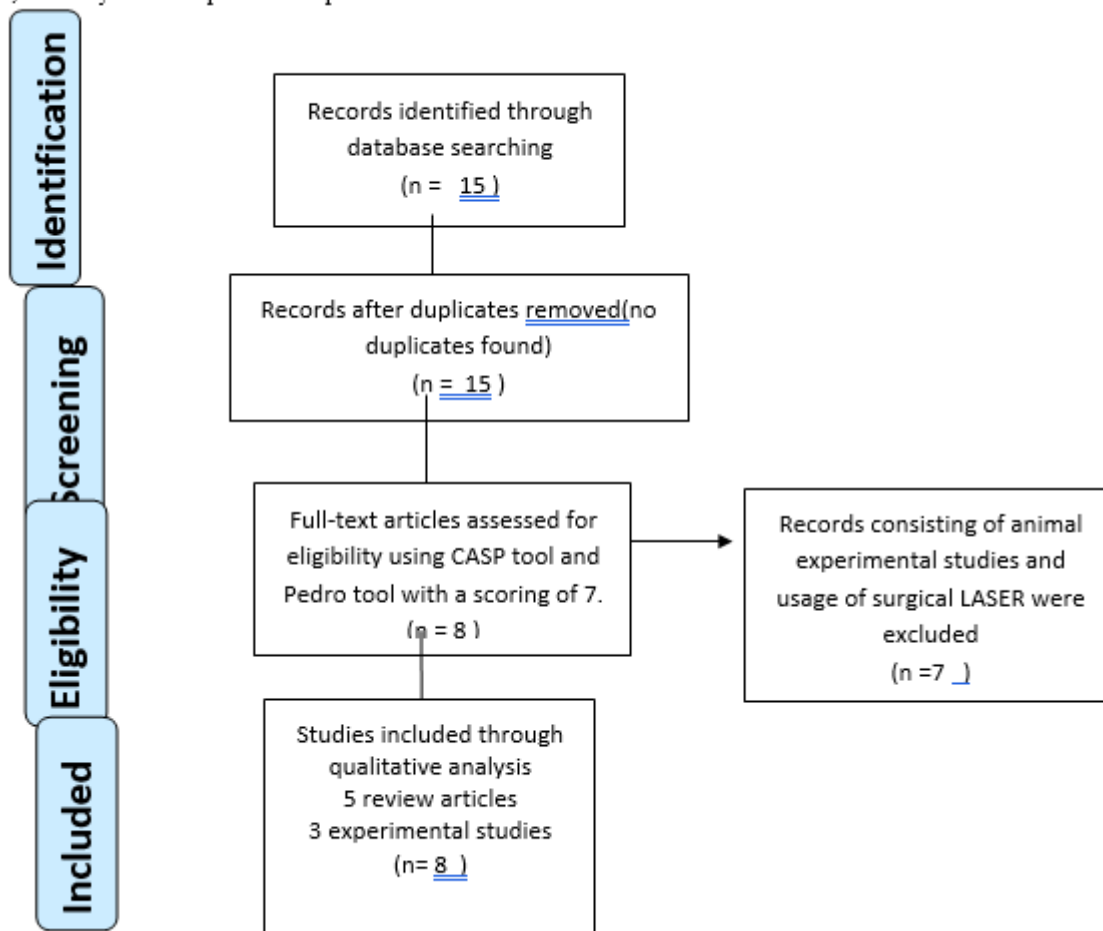 Identification
Records identified through
database searching
(n = 15 )
Records after duplicates removed(no
duplicates found)
(n = 15 )
Screening
Full-text articles assessed for
eligibility using CASP tool and
Pedro tool with a scoring of 7.
(n = 8 )
Records consisting of animal
experimental studies and
usage of surgical LASER were
excluded
(n =7 )
Eligibility
Studies included through
qualitative analysis
5 review articles
3 experimental studies
(n= 8 )
Included